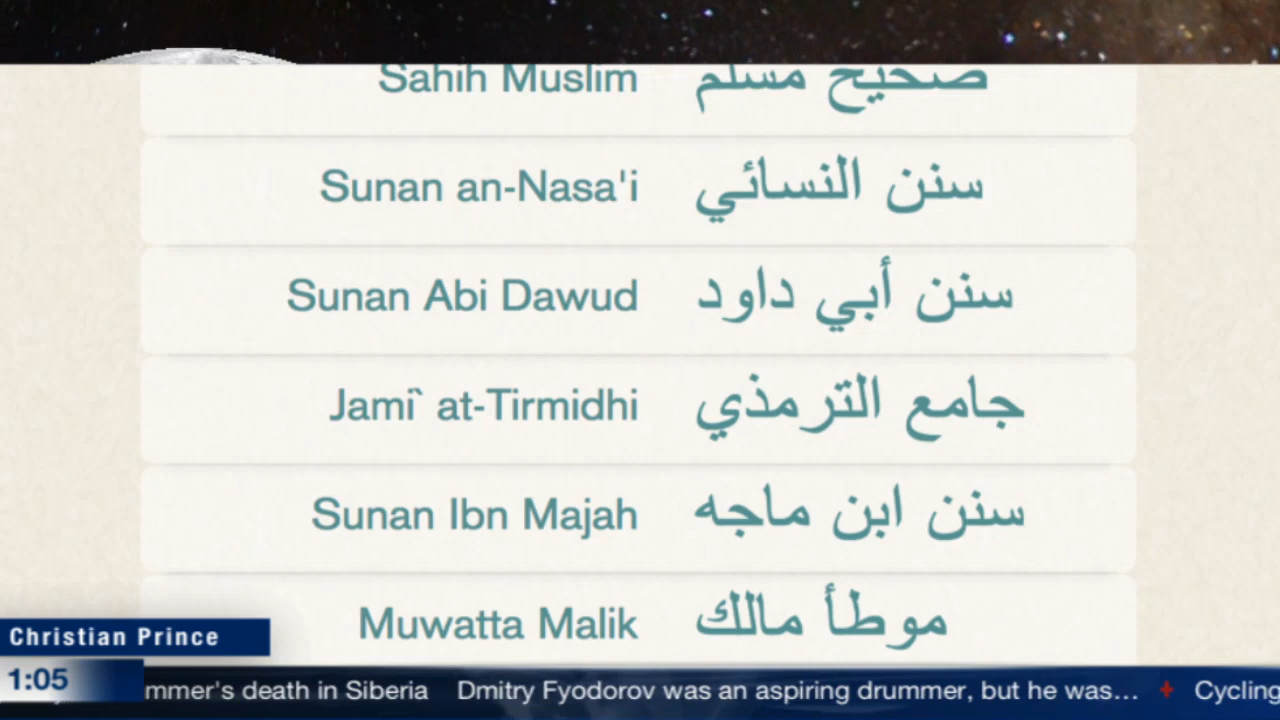 Sahih Muslim صحيح مسلم
Sunan an-Nasa'i سنن النسائي
Sunan Abi Dawud سنن أبي داود
Jami` at-Tirmidhi جامع الترمذي
Sunan Ibn Majah سنن ابن ماجه
Muwatta Malik موطأ مالك
Christian Prince
1:05
mmer's death in Siberia Dmitry Fyodorov was an aspiring drummer, but he was... Cycling